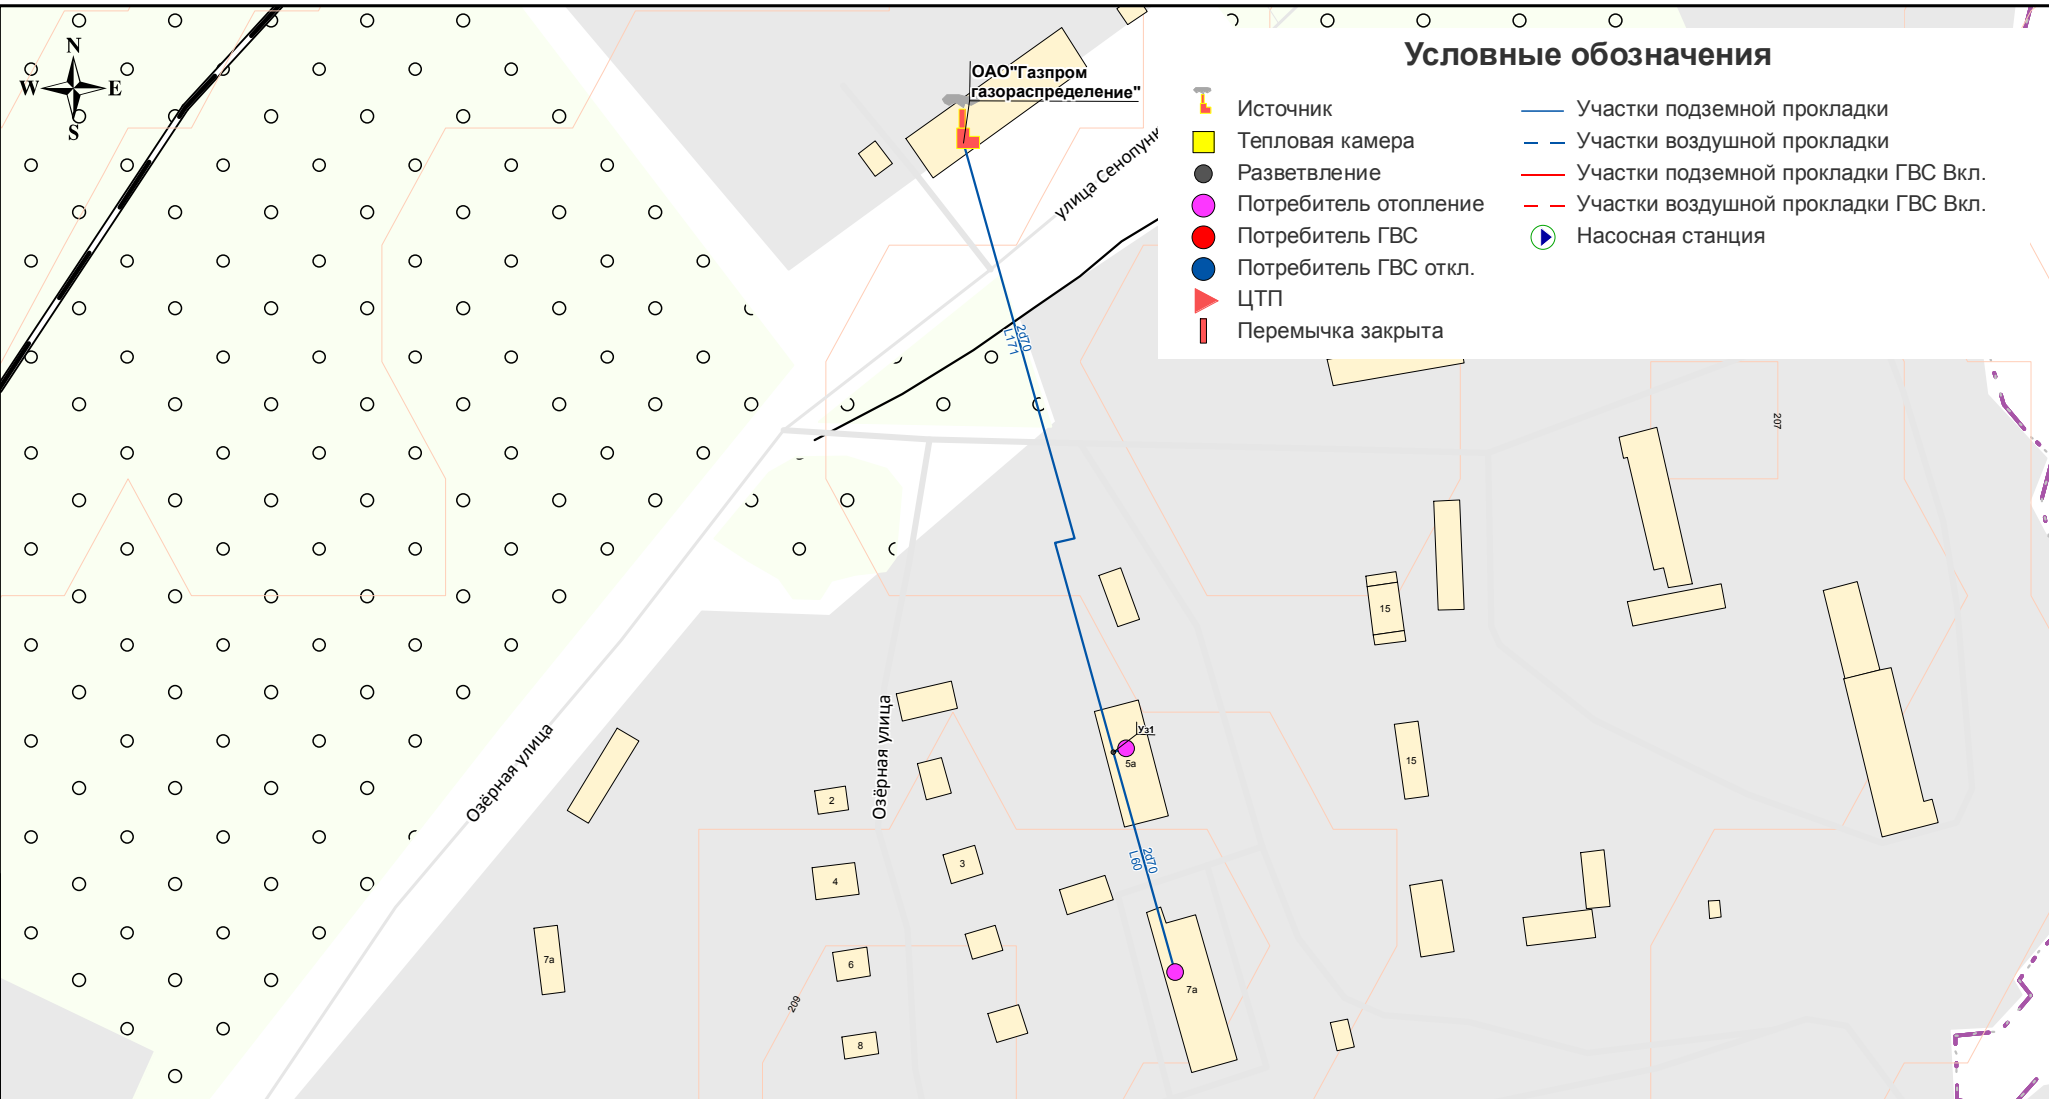 N
W E
S
ОАО"Газпром
газораспределение"
Условные обозначения
Источник
Тепловая камера
Разветвление
Потребитель отопление
Потребитель ГВС
Потребитель ГВС откл.
ЦТП
Перемычка закрыта
Участки подземной прокладки
Участки воздушной прокладки
Участки подземной прокладки ГВС Вкл.
Участки воздушной прокладки ГВС Вкл.
Насосная станция
улица Сенопунк
2d70
L171
207
15
Озёрная улица
Озёрная улица
Уз1
5а
15
2
4
3
2d70
L60
7а
6
7а
209
8